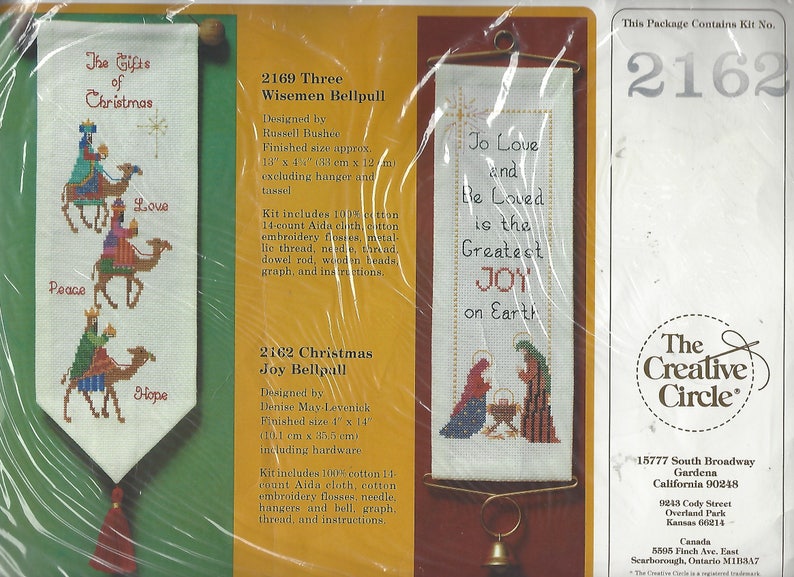 The Gifts
of
Christmas
Love
Peace
Hope
2169 Three
Wisemen Bellpull
Designed by
Russell Bushée
Finished size approx.
13" x 4¾" (33 cm x 12 cm)
excluding hanger and
tassel
Kit includes 100% cotton
14-count Aida cloth, cotton
embroidery flosses, metal-
lic thread, needle, thread,
dowel rod, wooden beads,
graph, and instructions.
2162 Christmas
Joy Bellpull
Designed by
Denise May-Levenick
Finished size 4" x 14"
(10.1 cm x 35.5 cm)
including hardware
Kit includes 100% cotton 14-
count Aida cloth, cotton
embroidery flosses, needle,
hangers and bell, graph,
thread, and instructions.
To Love
and
Be Loved
is the
Greatest
JOY
on Earth
This Package Contains Kit No.
2162
The
Creative
Circle®
15777 South Broadway
Gardena
California 90248
9243 Cody Street
Overland Park
Kansas 66214
Canada
5595 Finch Ave. East
Scarborough, Ontario M1B3A7
® The Creative Circle is a registered trademark.